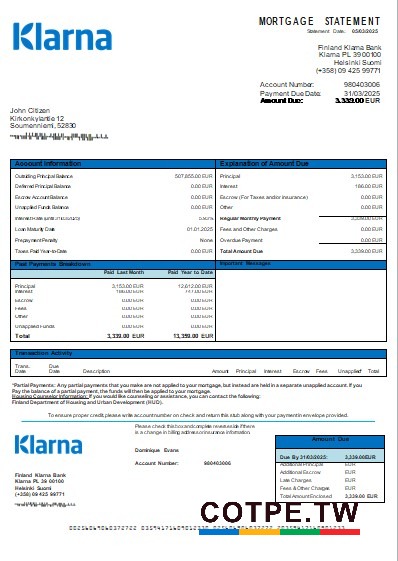 Klarna
MORTGAGE STATEMENT
Statement Date: 05/03/2025
Finland Klarna Bank
Klarna PL 39 00100
Helsinki Suomi
(+358) 09 425 99771
Account Number: 980403006
Payment Due Date: 31/03/2025
Amount Due: 3,339.00 EUR
John Citizen
Kirkonkylantie 12
Soumenniemi, 52830
Account Information
Outstanding Principal Balance 507,855.00 EUR
Deferred Principal Balance 0.00 EUR
Escrow Account Balance 0.00 EUR
Unapplied Funds Balance 0.00 EUR
Interest Rate (until 31/03/2025)
Loan Maturity Date 01.01.2025
Prepayment Penalty None
Taxes Paid Year-to-Date 0.00 EUR
Explanation of Amount Due
Principal 3,153.00 EUR
Interest 186.00 EUR
Escrow (For Taxes and/or Insurance) 0.00 EUR
Other 0.00 EUR
Regular Monthly Payment 3,339.00 EUR
Fees and Other Charges 0.00 EUR
Overdue Payment 0.00 EUR
Total Amount Due 3,339.00 EUR
Past Payments Breakdown
Paid Last Month Paid Year to Date
Principal 3,153.00 EUR 12,612.00 EUR
Interest 186.00 EUR 747.00 EUR
Escrow 0.00 EUR 0.00 EUR
Fees 0.00 EUR 0.00 EUR
Other 0.00 EUR 0.00 EUR
Unapplied Funds 0.00 EUR 0.00 EUR
Total 3,339.00 EUR 13,359.00 EUR
Important Messages
Transaction Activity
Trans. Date Due Date Description Amount Principal Interest Escrow Fees Unapplied* Total
*Partial Payments: Any partial payments that you make are not applied to your mortgage, but instead are held in a separate unapplied account. If you
Pay the balance of a partial payment, the funds will then be applied to your mortgage.
Housing Counselor Information: If you would like counseling or assistance, you can contact the following:
Finland Department of Housing and Urban Development (HUD).
To ensure proper credit, please write account number on check and return this stub along with your payment in envelope provided.
Klarna
Please check this box and complete reverse side if there
is a change in billing address or insurance information.
Dominique Evans
Account Number: 980403006
Finland Klarna Bank
Klarna PL 39 00100
Helsinki Suomi
(+358) 09 425 99771
Amount Due
Due By 31/03/2025: 3,339.00 EUR
Additional Principal EUR
Additional Escrow EUR
Late Charges EUR
Fees & Other Charges EUR
Total Amount Enclosed 3,339.00 EUR
COTPE.TW